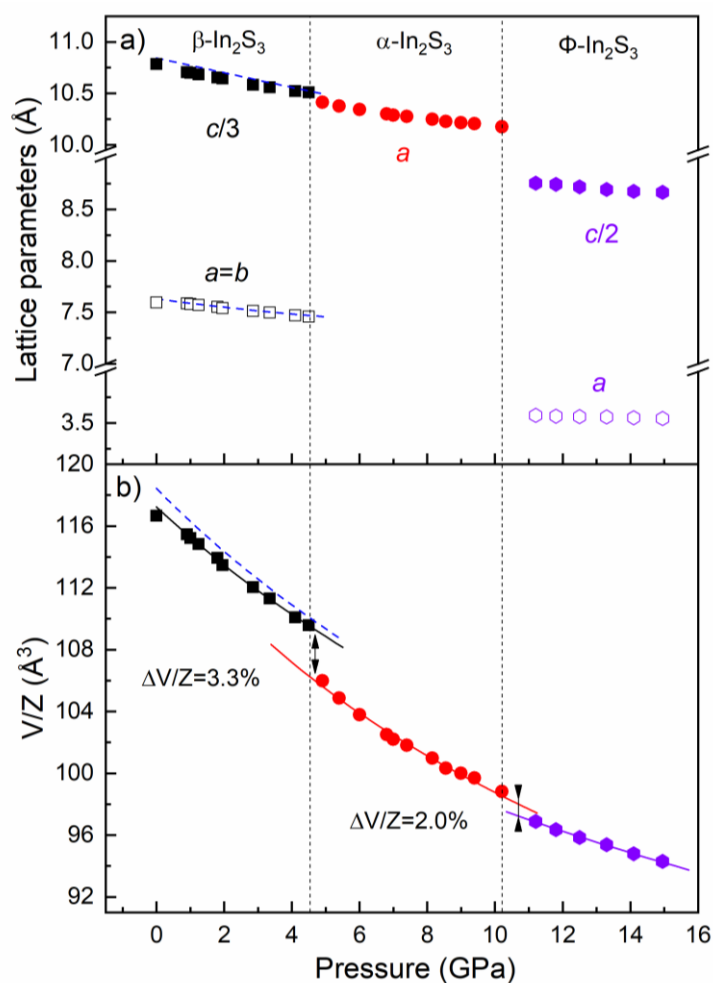 a)
β-In₂S₃
α-In₂S₃
Φ-In₂S₃
Lattice parameters (Å)
11.0
10.5
10.0
8.5
8.0
7.5
7.0
3.5
c/3
a
c/2
a=b
a
b)
V/Z (Å³)
120
116
112
108
104
100
96
92
ΔV/Z=3.3%
ΔV/Z=2.0%
0 2 4 6 8 10 12 14 16
Pressure (GPa)